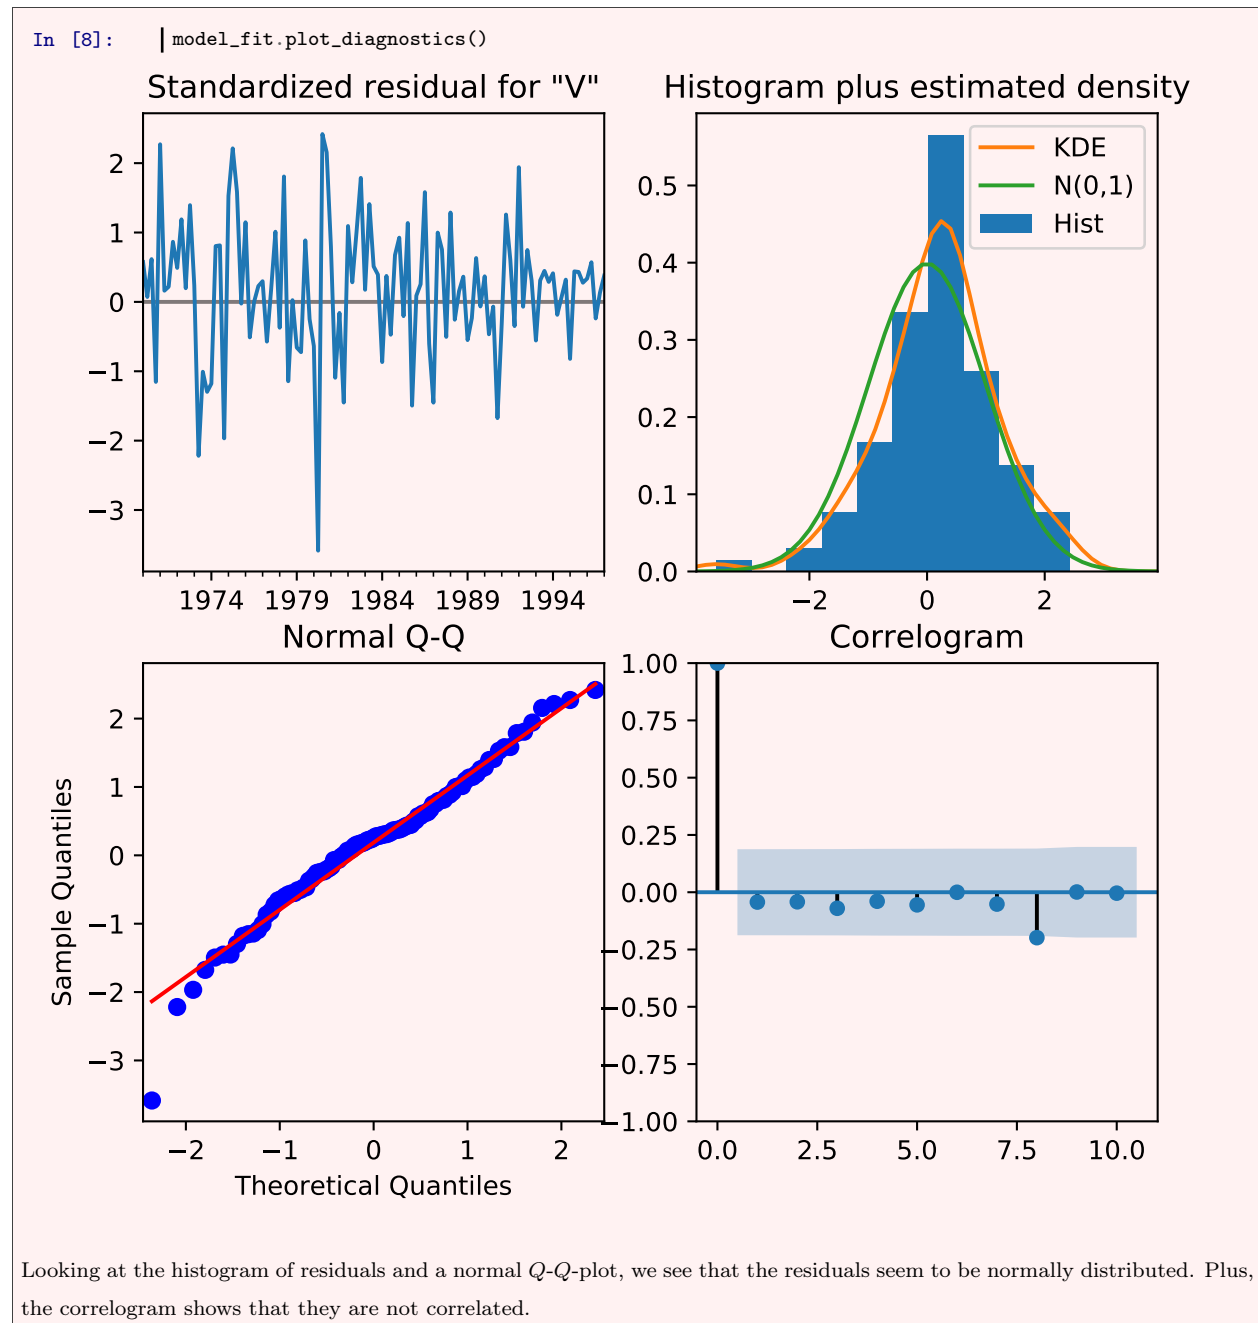 In [8]: model_fit.plot_diagnostics()
Standardized residual for "V"
2
1
0
−1
−2
−3
1974 1979 1984 1989 1994
Histogram plus estimated density
KDE
N(0,1)
Hist
0.5
0.4
0.3
0.2
0.1
0.0
−2 0 2
Normal Q-Q
Sample Quantiles
2
1
0
−1
−2
−3
−2 −1 0 1 2
Theoretical Quantiles
Correlogram
1.00
0.75
0.50
0.25
0.00
−0.25
−0.50
−0.75
−1.00
0.0 2.5 5.0 7.5 10.0
Looking at the histogram of residuals and a normal Q-Q-plot, we see that the residuals seem to be normally distributed. Plus,
the correlogram shows that they are not correlated.